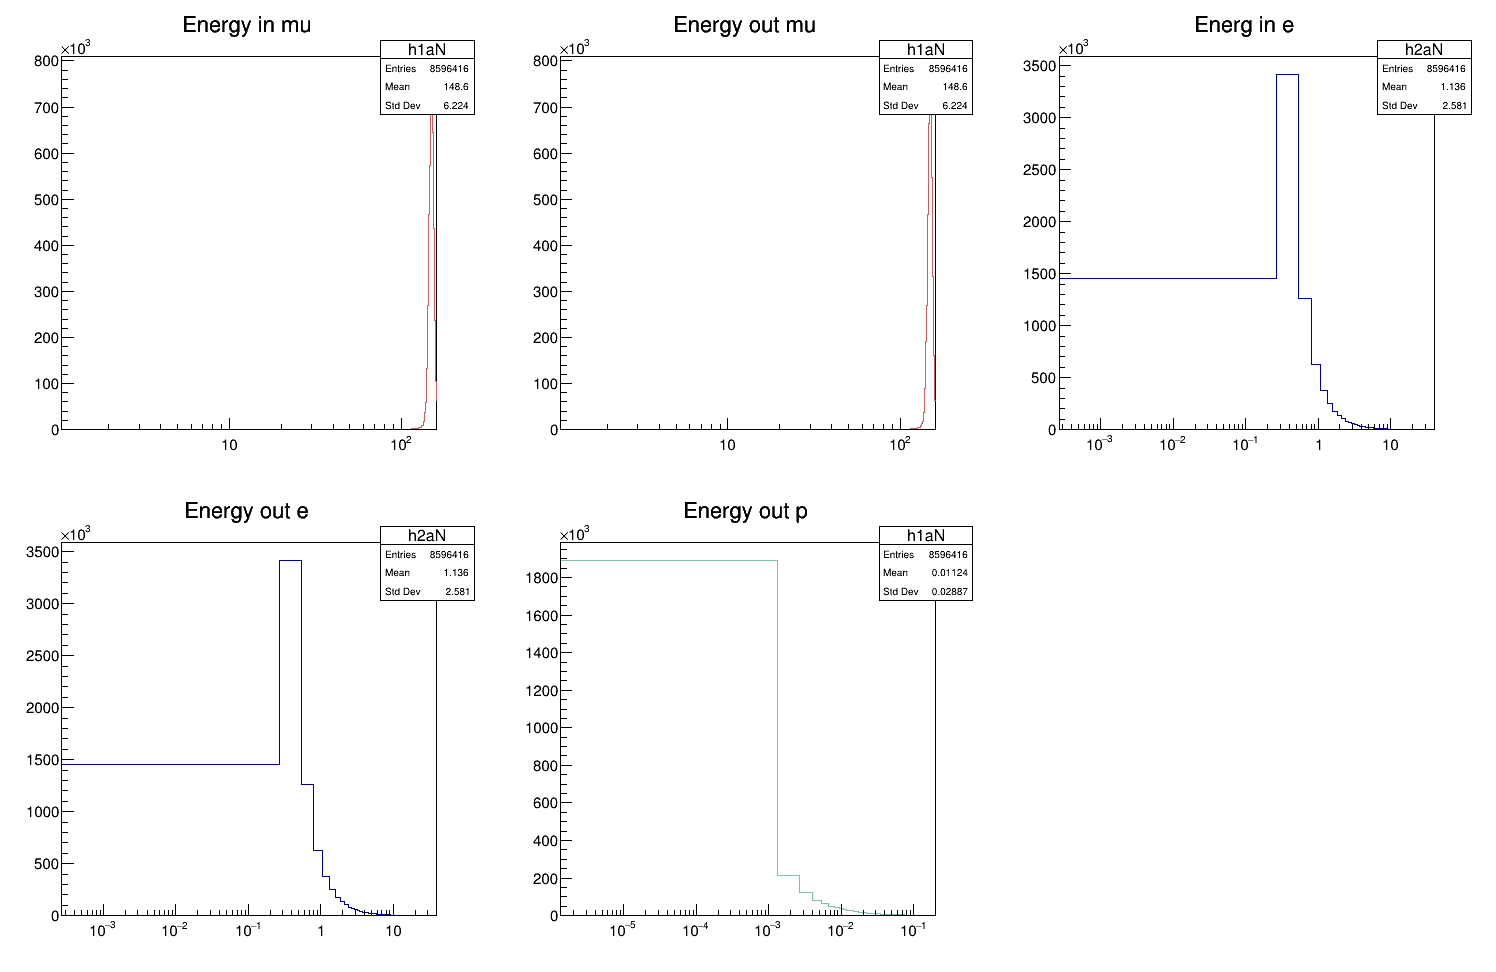 Energy in mu
×10³
h1aN
Entries 8596416
Mean 148.6
Std Dev 6.224
800
700
600
500
400
300
200
100
0
10
10²
Energy out mu
×10³
h1aN
Entries 8596416
Mean 148.6
Std Dev 6.224
800
700
600
500
400
300
200
100
0
10
10²
Energ in e
×10³
h2aN
Entries 8596416
Mean 1.136
Std Dev 2.581
3500
3000
2500
2000
1500
1000
500
0
10⁻³ 10⁻² 10⁻¹ 1 10
Energy out e
×10³
h2aN
Entries 8596416
Mean 1.136
Std Dev 2.581
3500
3000
2500
2000
1500
1000
500
0
10⁻³ 10⁻² 10⁻¹ 1 10
Energy out p
×10³
h1aN
Entries 8596416
Mean 0.01124
Std Dev 0.02887
1800
1600
1400
1200
1000
800
600
400
200
0
10⁻⁵ 10⁻⁴ 10⁻³ 10⁻² 10⁻¹